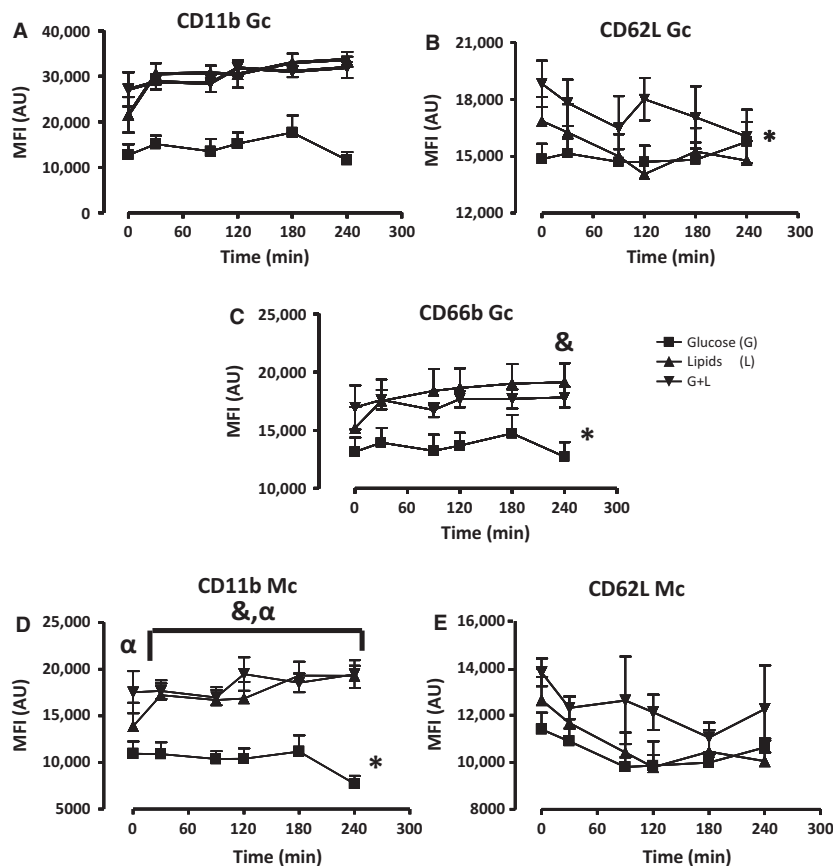 A
CD11b Gc
MFI (AU)
40,000
30,000
20,000
10,000
0
0 60 120 180 240 300
Time (min)
B
CD62L Gc
MFI (AU)
21,000
18,000
15,000
12,000
*
0 60 120 180 240 300
Time (min)
C
CD66b Gc
MFI (AU)
25,000
20,000
15,000
10,000
&
*
0 60 120 180 240 300
Time (min)
Glucose (G)
Lipids (L)
G+L
D
CD11b Mc
MFI (AU)
25,000
20,000
15,000
10,000
5000
α
&,α
*
0 60 120 180 240 300
Time (min)
E
CD62L Mc
MFI (AU)
16,000
14,000
12,000
10,000
8000
0 60 120 180 240 300
Time (min)